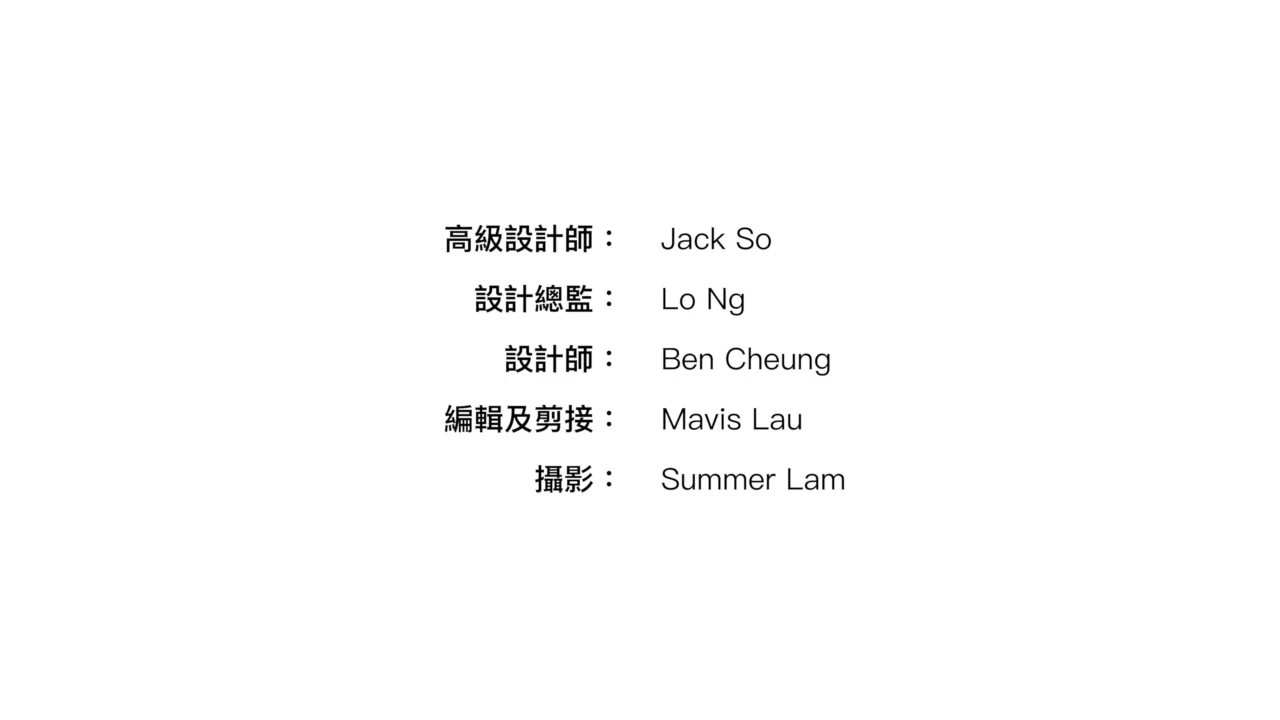 高級設計師： Jack So
設計總監： Lo Ng
設計師： Ben Cheung
編輯及剪接： Mavis Lau
攝影： Summer Lam